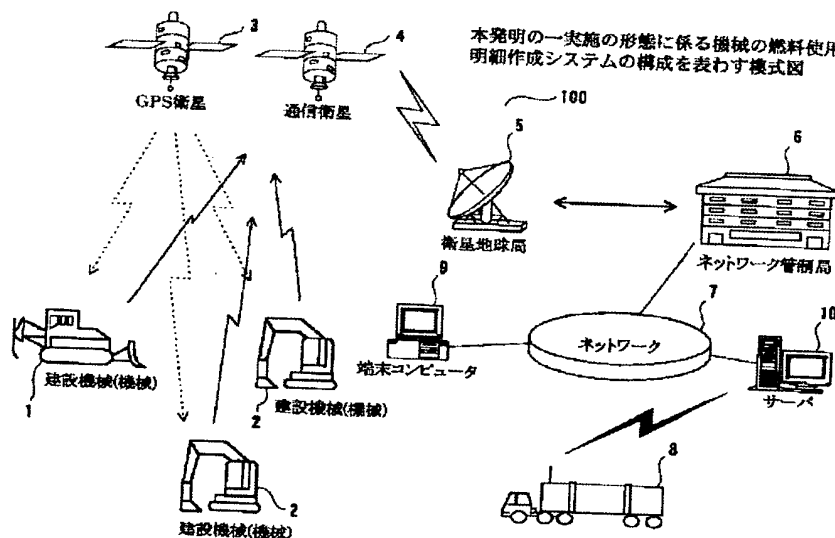 本発明の一実施の形態に係る機械の燃料使用
明細作成システムの構成を表わす模式図
3
4
GPS衛星
通信衛星
100
5
6
衛星地球局
ネットワーク管制局
9
7
10
ネットワーク
端末コンピュータ
サーバ
建設機械(機械)
1
2
建設機械(機械)
2
建設機械(機械)
8